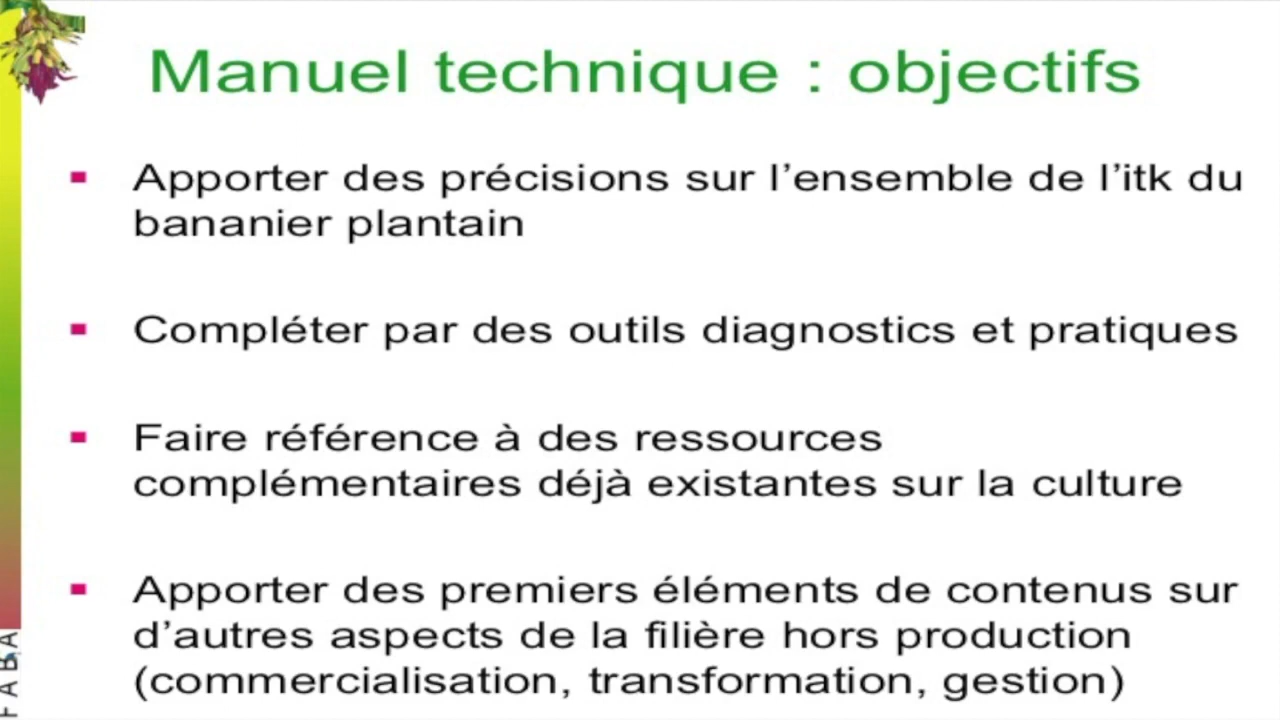 Manuel technique : objectifs
Apporter des précisions sur l’ensemble de l’itk du
bananier plantain
Compléter par des outils diagnostics et pratiques
Faire référence à des ressources
complémentaires déjà existantes sur la culture
Apporter des premiers éléments de contenus sur
d’autres aspects de la filière hors production
(commercialisation, transformation, gestion)
FABA